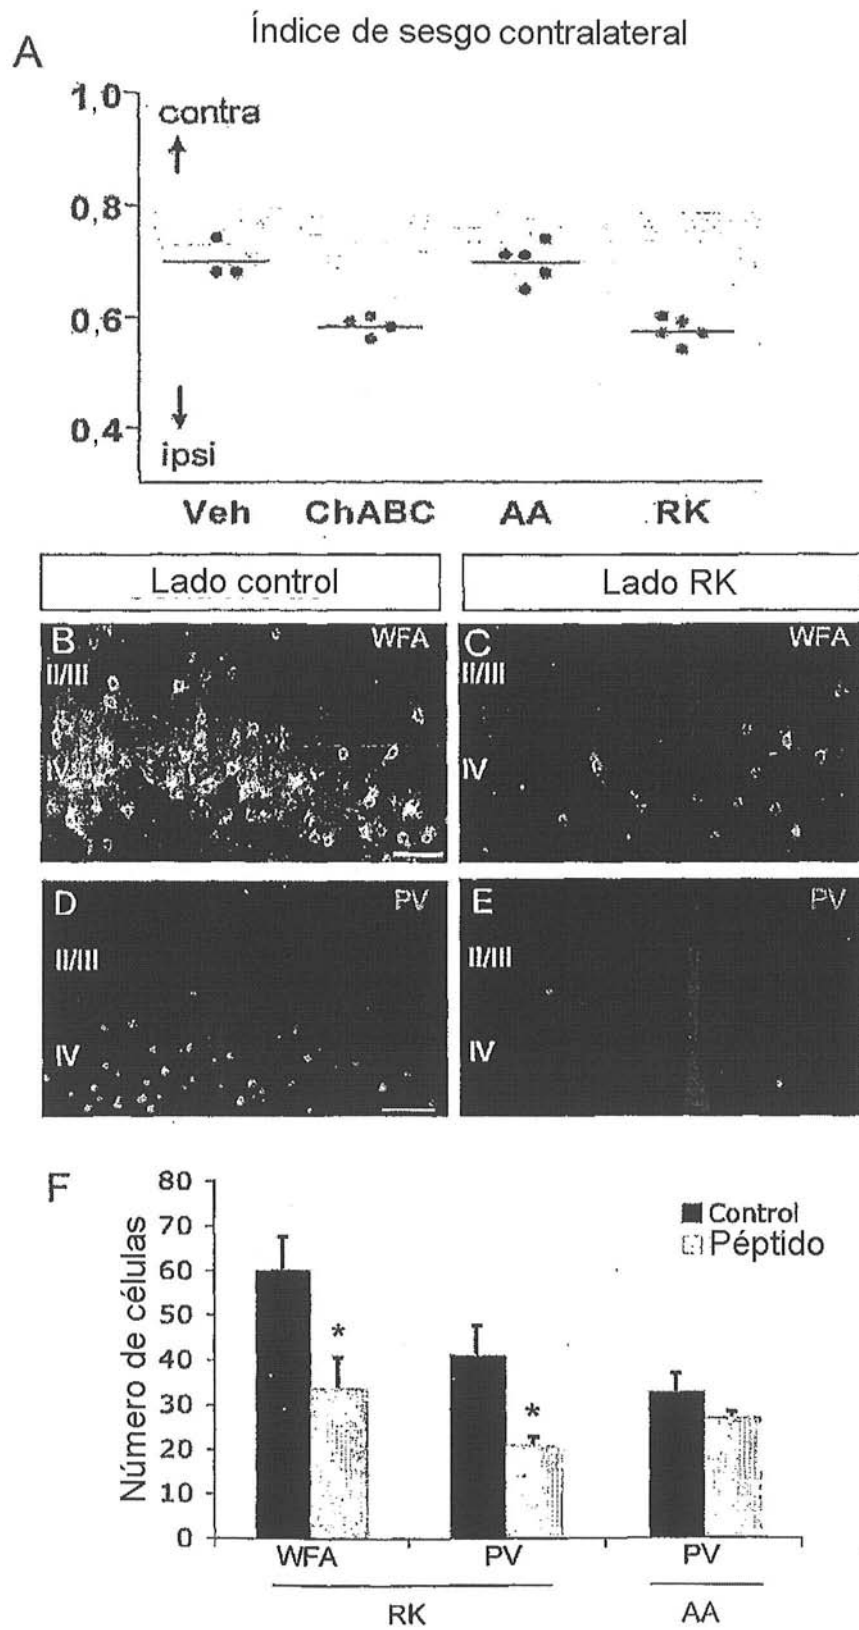 Índice de sesgo contralateral
A
1,0
contra
0,8
0,6
0,4
ipsi
Veh ChABC AA RK
Lado control Lado RK
B WFA C WFA
II/III II/III
IV IV
D PV E PV
II/III II/III
IV IV
F
80
70
60
50
40
30
20
10
0
Número de células
Control
Péptido
*
*
WFA PV PV
RK AA